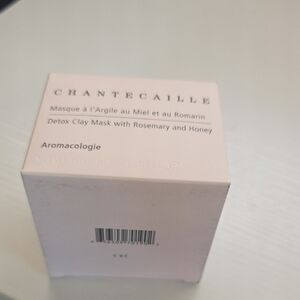 CHANTECAILLE
Masque à l'Argile au Miel et au Romarin
Detox Clay Mask with Rosemary and Honey
Aromacologie